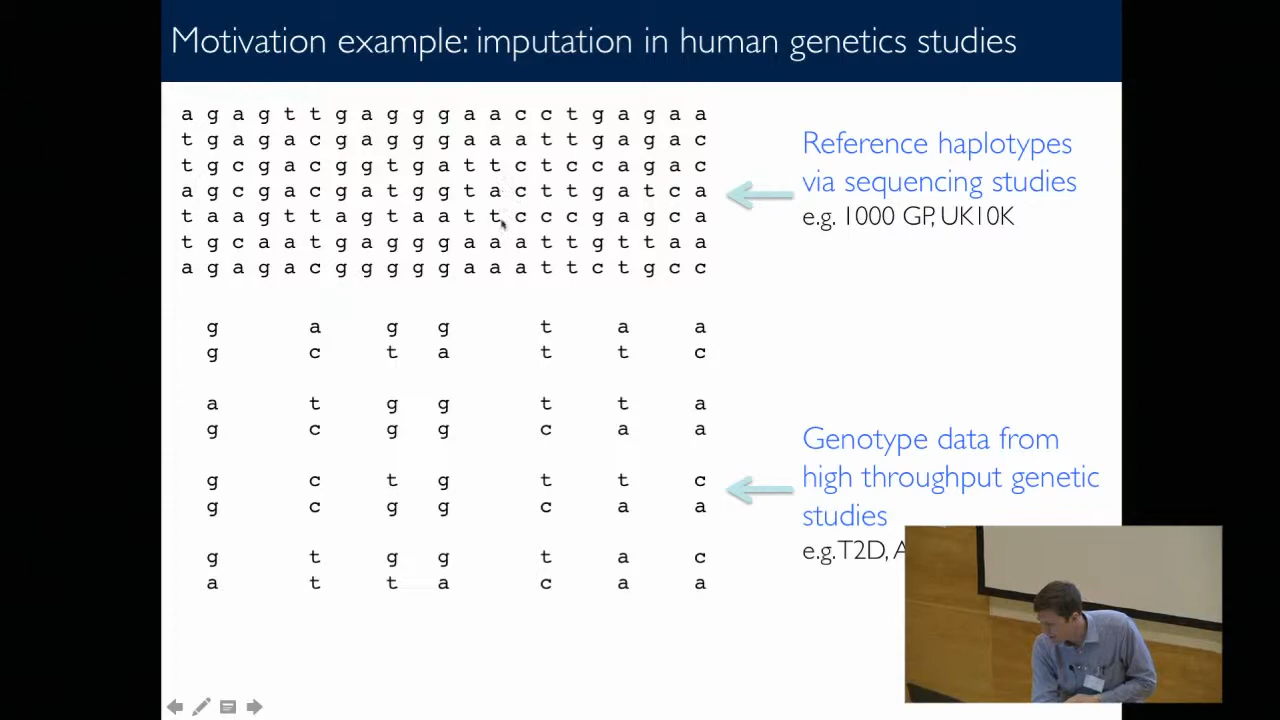 Motivation example: imputation in human genetics studies
a g a g t t g a g g g a a c c t g a g a a
t g a g a c g a g g g a a a t t g a g a c
t g c g a c g g t g a t t c t c c a g a c
a g c g a c g a t g g t a c t t g a t c a
t a a g t t a g t a a t t c c c g a g c a
t g c a a t g a g g g a a a t t g t t a a
a g a g a c g g g g g a a a t t c t g c c
Reference haplotypes
via sequencing studies
e.g. 1000 GP, UK10K
g a g g t a a
g c t a t t c
a t g g t t a
g c g g c a a
g c t g t t c
g c g g c a a
g t g g t a c
a t t a c a a
Genotype data from
high throughput genetic
studies
e.g. T2D,